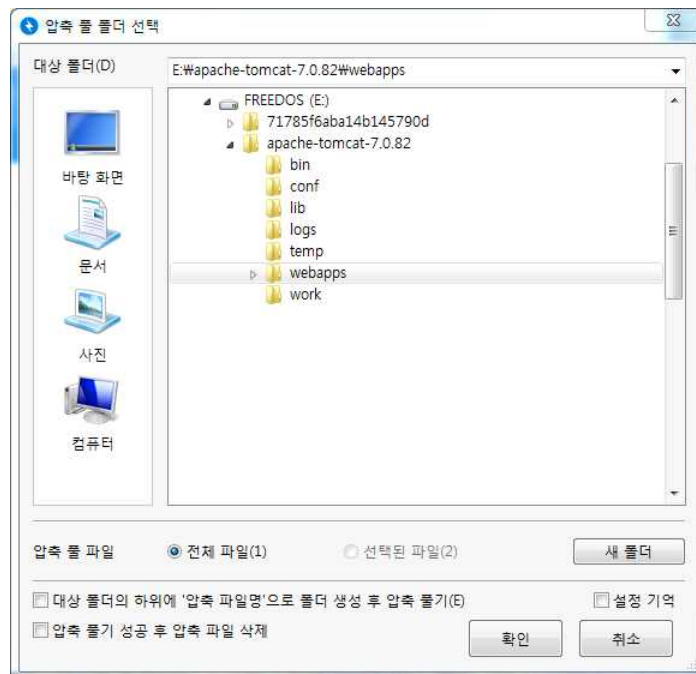 압축 풀 폴더 선택
대상 폴더(D)
E:₩apache-tomcat-7.0.82₩webapps
FREEDOS (E:)
71785f6aba14b145790d
apache-tomcat-7.0.82
bin
conf
lib
logs
temp
webapps
work
바탕 화면
문서
사진
컴퓨터
압축 풀 파일
전체 파일(1)
선택된 파일(2)
새 폴더
대상 폴더의 하위에 '압축 파일명'으로 폴더 생성 후 압축 풀기(E)
설정 기억
압축 풀기 성공 후 압축 파일 삭제
확인
취소